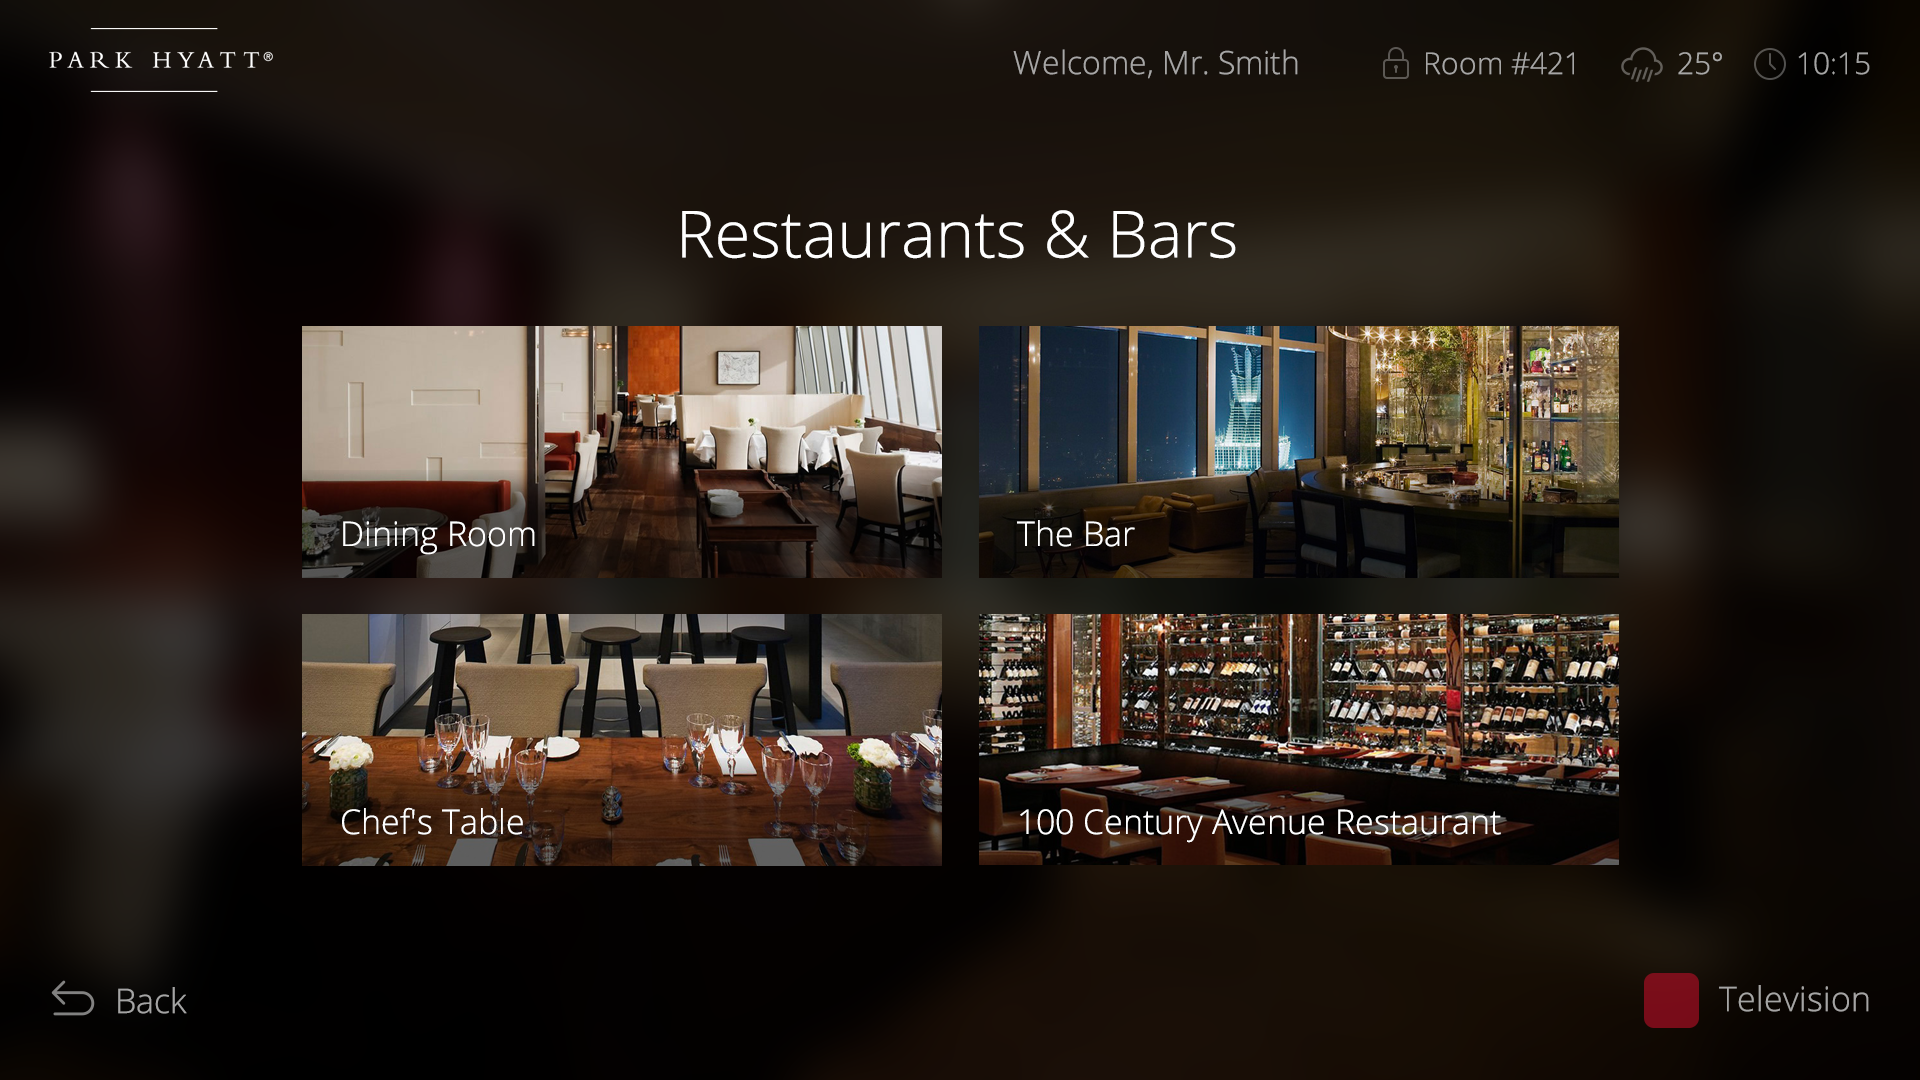 PARK HYATT®
Welcome, Mr. Smith
Room #421
25°
10:15
Restaurants & Bars
Dining Room
The Bar
Chef's Table
100 Century Avenue Restaurant
Back
Television